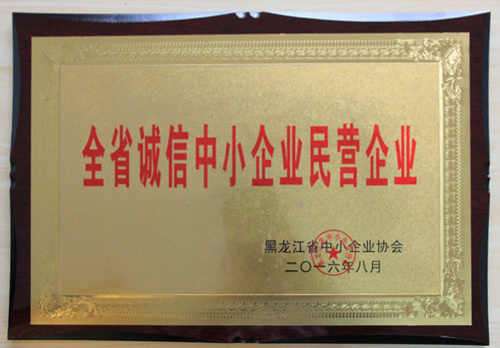 全省诚信中小企业民营企业
黑龙江省中小企业协会
二〇一六年八月